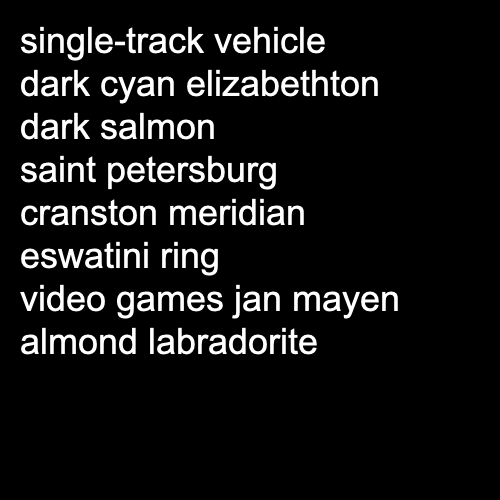 single-track vehicle
dark cyan elizabethton
dark salmon
saint petersburg
cranston meridian
eswatini ring
video games jan mayen
almond labradorite